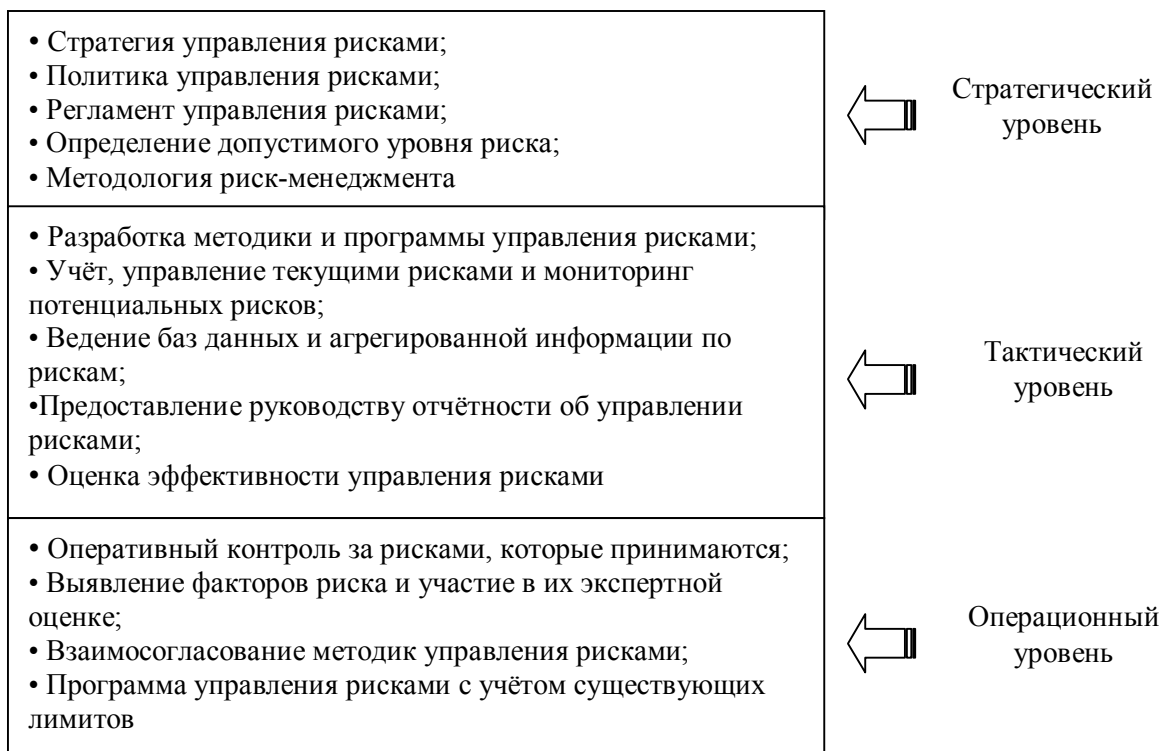 • Стратегия управления рисками;
• Политика управления рисками;
• Регламент управления рисками;
• Определение допустимого уровня риска;
• Методология риск-менеджмента
Стратегический
уровень
• Разработка методики и программы управления рисками;
• Учёт, управление текущими рисками и мониторинг
потенциальных рисков;
• Ведение баз данных и агрегированной информации по
рискам;
•Предоставление руководству отчётности об управлении
рисками;
• Оценка эффективности управления рисками
Тактический
уровень
• Оперативный контроль за рисками, которые принимаются;
• Выявление факторов риска и участие в их экспертной
оценке;
• Взаимосогласование методик управления рисками;
• Программа управления рисками с учётом существующих
лимитов
Операционный
уровень